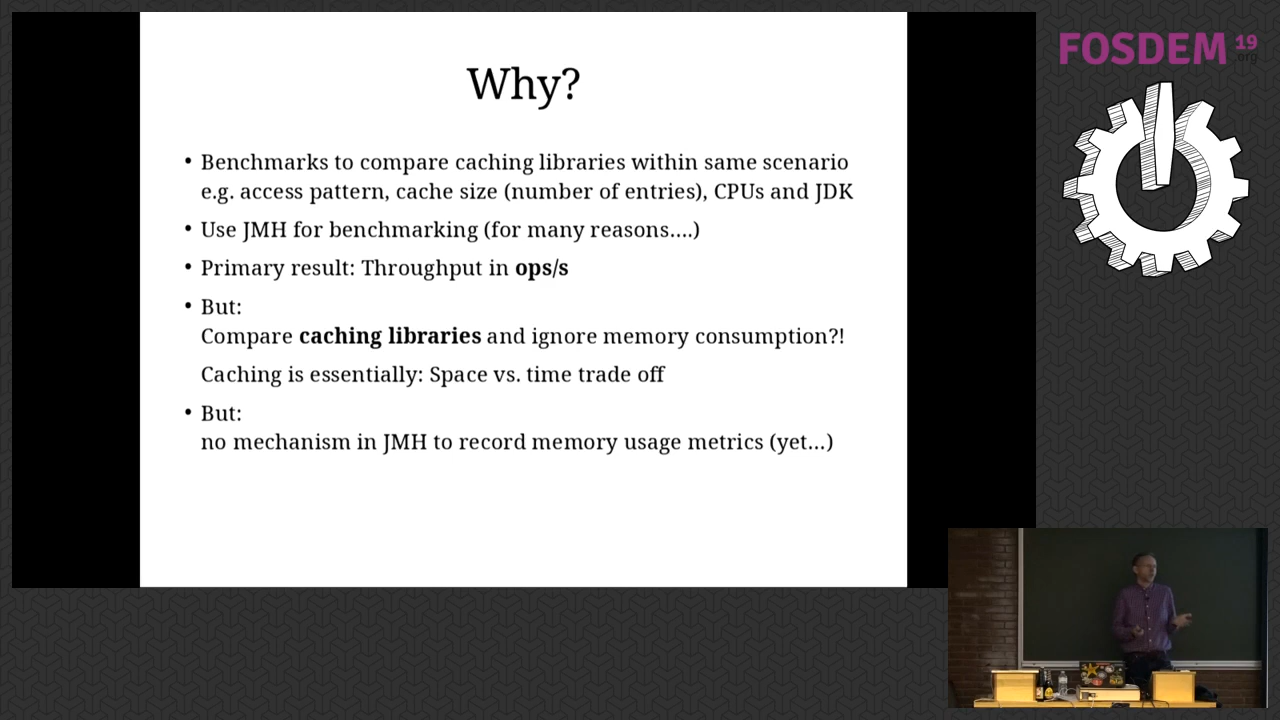 Why?
• Benchmarks to compare caching libraries within same scenario
e.g. access pattern, cache size (number of entries), CPUs and JDK
• Use JMH for benchmarking (for many reasons....)
• Primary result: Throughput in ops/s
• But:
Compare caching libraries and ignore memory consumption?!
Caching is essentially: Space vs. time trade off
• But:
no mechanism in JMH to record memory usage metrics (yet...)
FOSDEM 19
.org